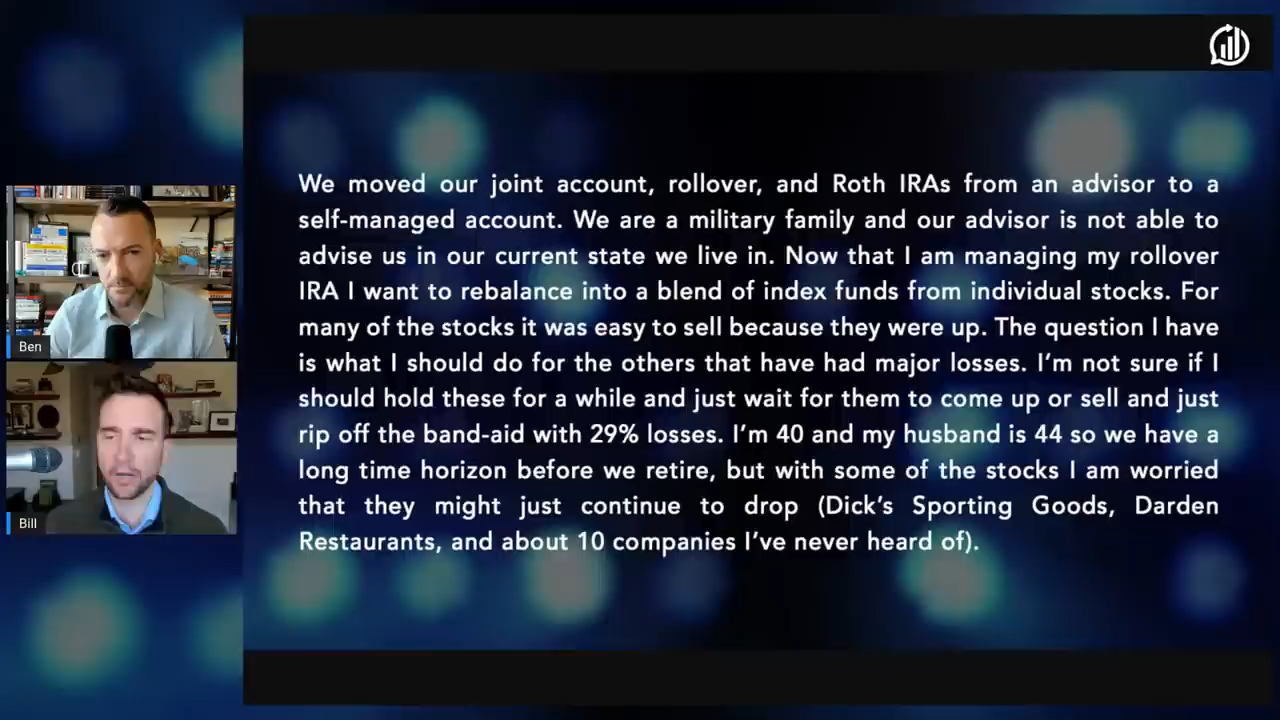 We moved our joint account, rollover, and Roth IRAs from an advisor to a
self-managed account. We are a military family and our advisor is not able to
advise us in our current state we live in. Now that I am managing my rollover
IRA I want to rebalance into a blend of index funds from individual stocks. For
many of the stocks it was easy to sell because they were up. The question I have
is what I should do for the others that have had major losses. I'm not sure if I
should hold these for a while and just wait for them to come up or sell and just
rip off the band-aid with 29% losses. I'm 40 and my husband is 44 so we have a
long time horizon before we retire, but with some of the stocks I am worried
that they might just continue to drop (Dick's Sporting Goods, Darden
Restaurants, and about 10 companies I've never heard of).
Ben
Bill